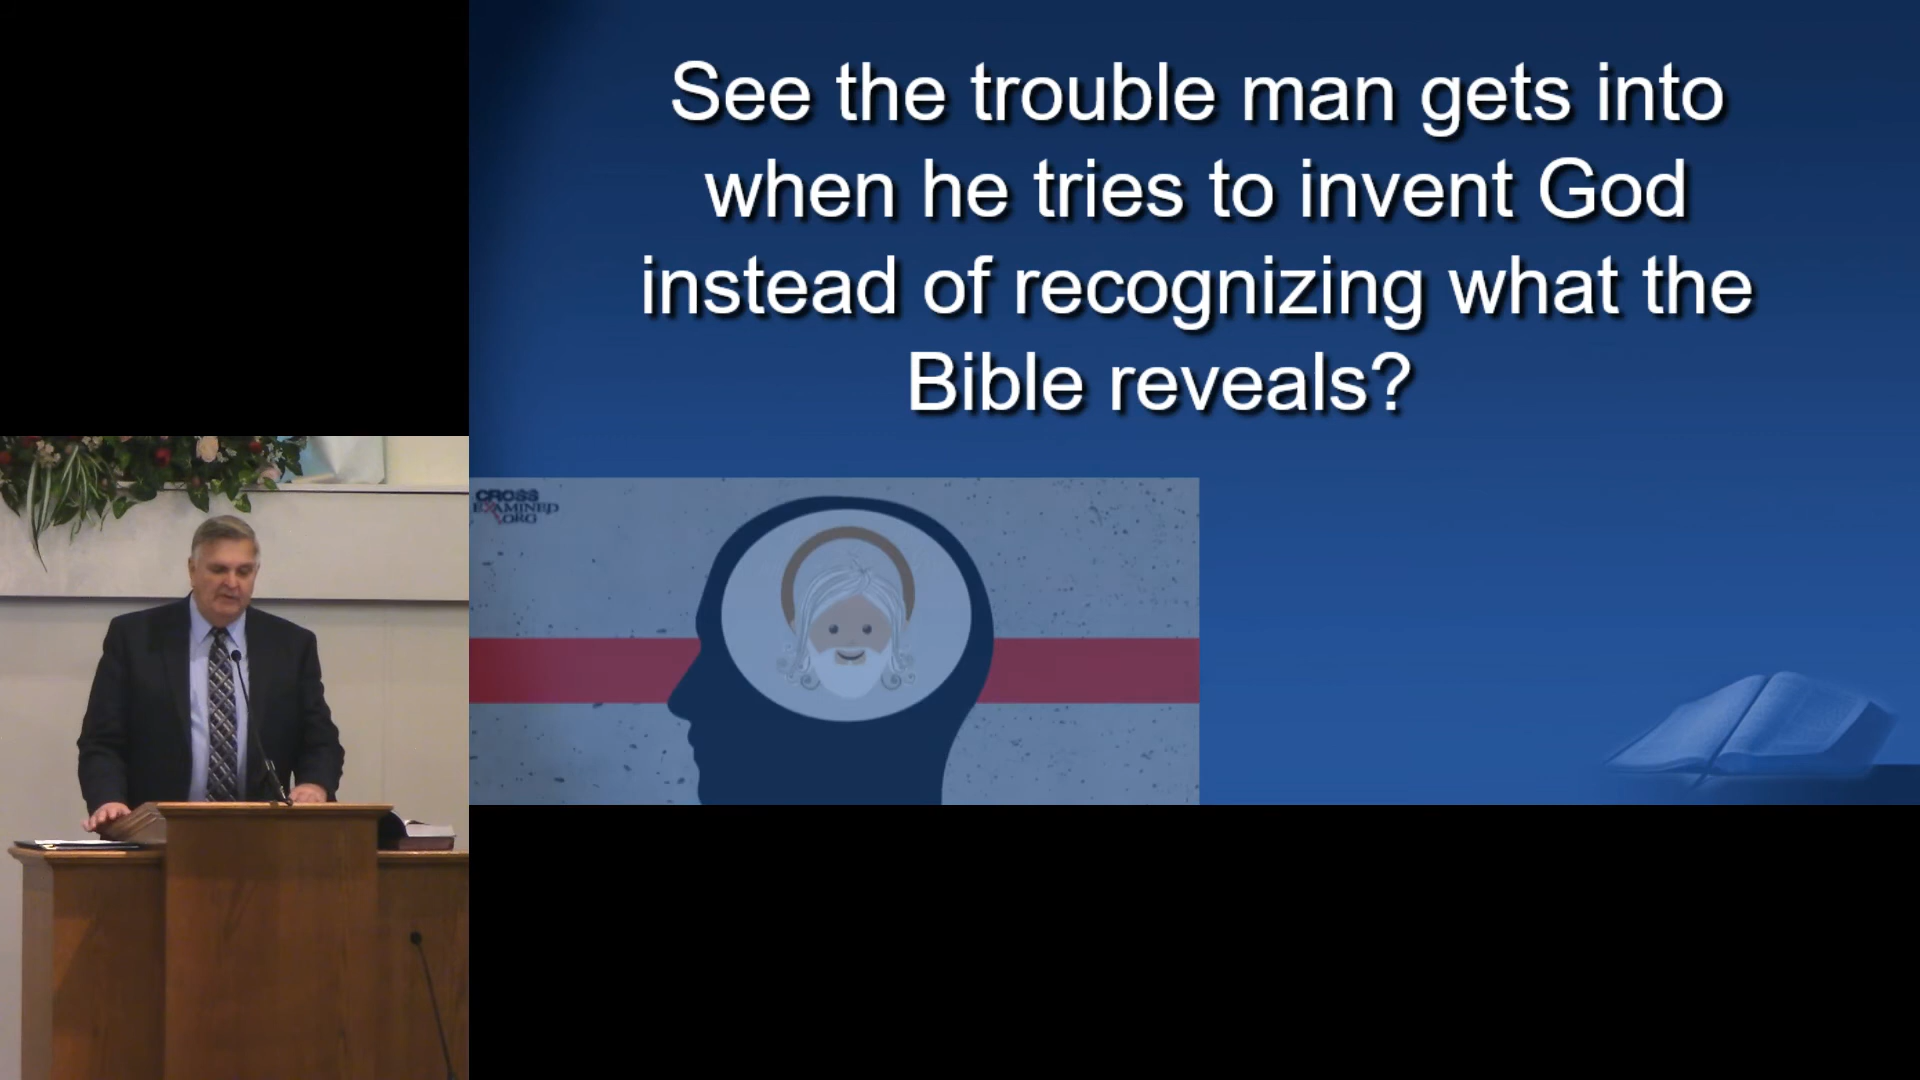 See the trouble man gets into
when he tries to invent God
instead of recognizing what the
Bible reveals?
CROSS
EXAMINED
.ORG